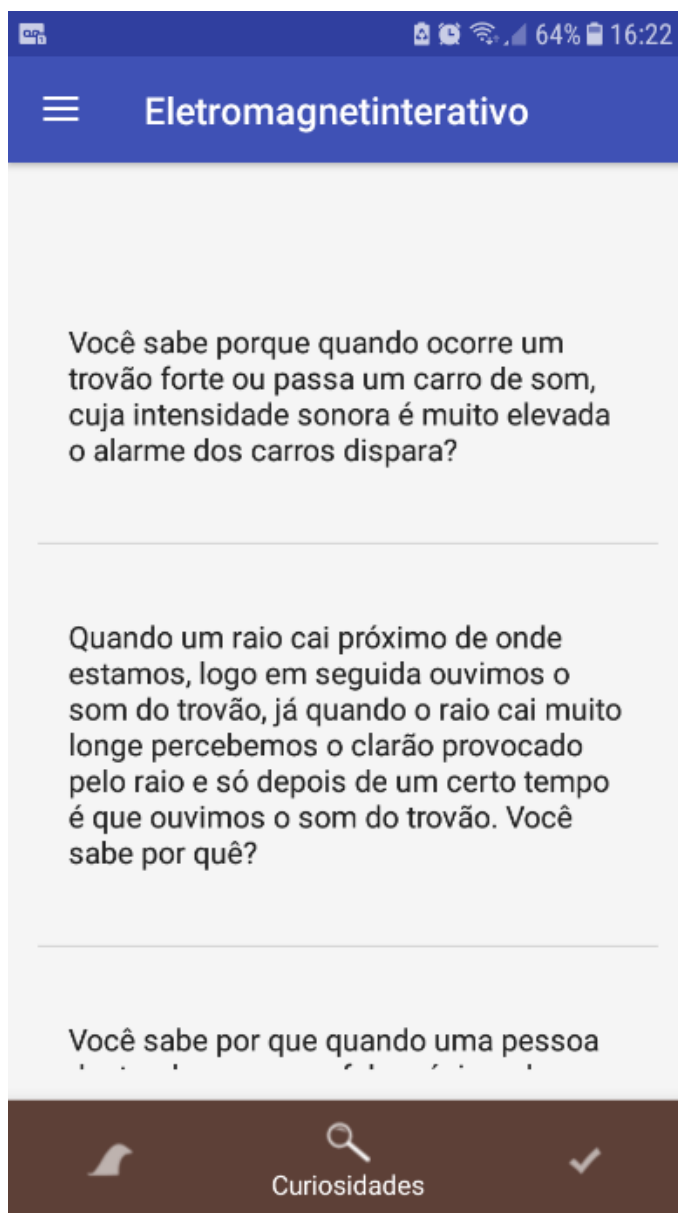 64% 16:22
Eletromagnetinterativo
Você sabe porque quando ocorre um
trovão forte ou passa um carro de som,
cuja intensidade sonora é muito elevada
o alarme dos carros dispara?
Quando um raio cai próximo de onde
estamos, logo em seguida ouvimos o
som do trovão, já quando o raio cai muito
longe percebemos o clarão provocado
pelo raio e só depois de um certo tempo
é que ouvimos o som do trovão. Você
sabe por quê?
Você sabe por que quando uma pessoa
Curiosidades